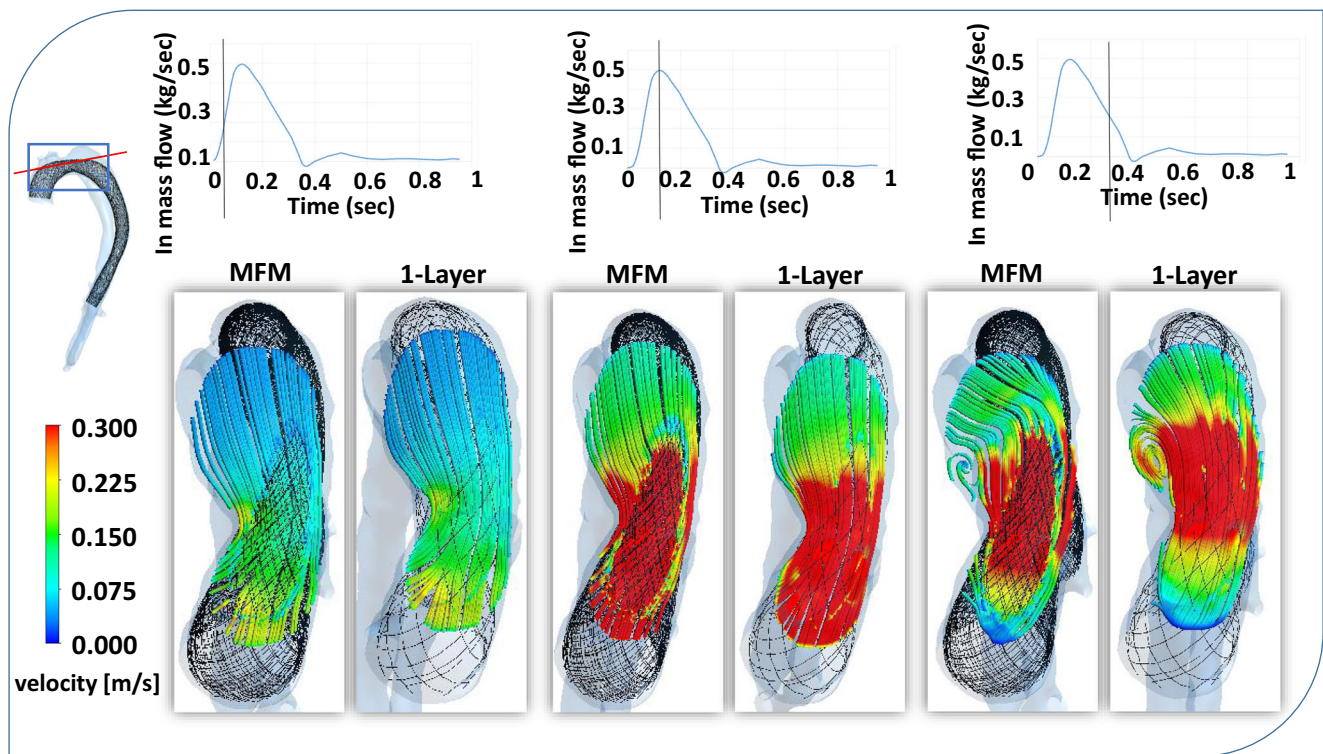 In mass flow (kg/sec)
0.5
0.3
0.1
0 0.2 0.4 0.6 0.8 1
Time (sec)
In mass flow (kg/sec)
0.5
0.3
0.1
0 0.2 0.4 0.6 0.8 1
Time (sec)
In mass flow (kg/sec)
0.5
0.3
0.1
0 0.2 0.4 0.6 0.8 1
Time (sec)
MFM 1-Layer MFM 1-Layer MFM 1-Layer
0.300
0.225
0.150
0.075
0.000
velocity [m/s]